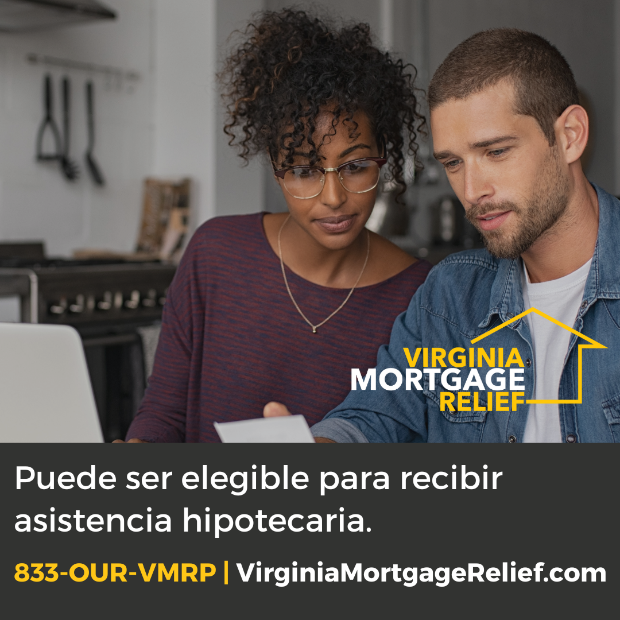 VIRGINIA
MORTGAGE
RELIEF
Puede ser elegible para recibir
asistencia hipotecaria.
833-OUR-VMRP | VirginiaMortgageRelief.com